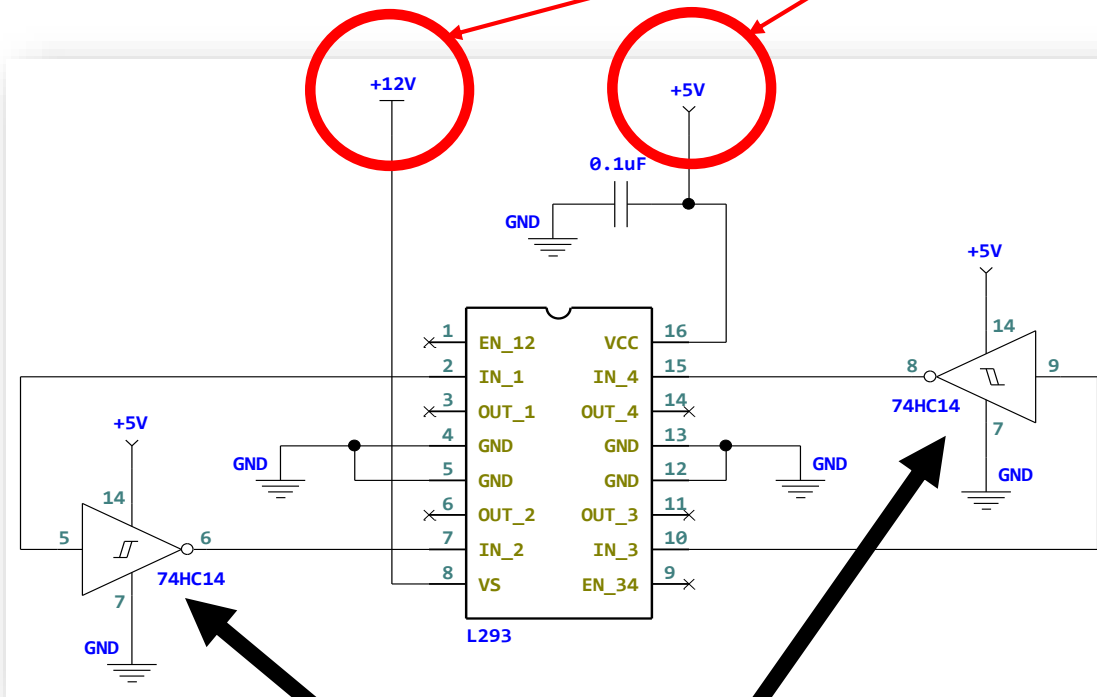 +12V
+5V
0.1uF
GND
+5V
14
8
9
74HC14
7
GND
1 EN_12 VCC 16
2 IN_1 IN_4 15
3 OUT_1 OUT_4 14
4 GND GND 13
5 GND GND 12
6 OUT_2 OUT_3 11
7 IN_2 IN_3 10
8 VS EN_34 9
L293
GND
GND
+5V
14
5
6
74HC14
7
GND